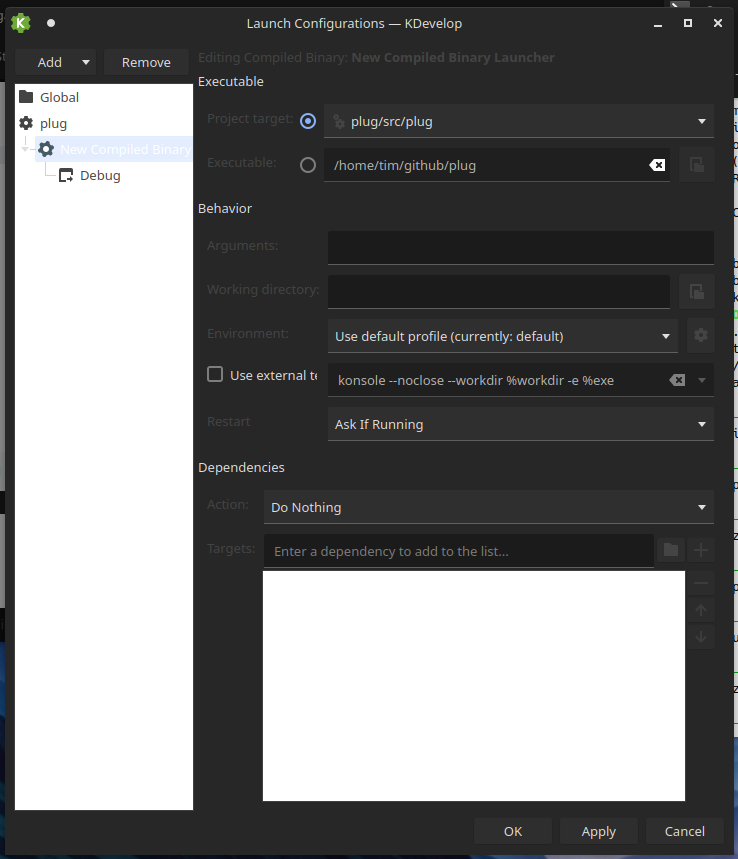 Launch Configurations — KDevelop
Add
Remove
Editing Compiled Binary: New Compiled Binary Launcher
Global
plug
New Compiled Binary
Debug
Executable
Project target:
plug/src/plug
Executable:
/home/tim/github/plug
Behavior
Arguments:
Working directory:
Environment:
Use default profile (currently: default)
Use external te
konsole --noclose --workdir %workdir -e %exe
Restart
Ask If Running
Dependencies
Action:
Do Nothing
Targets:
Enter a dependency to add to the list...
OK
Apply
Cancel